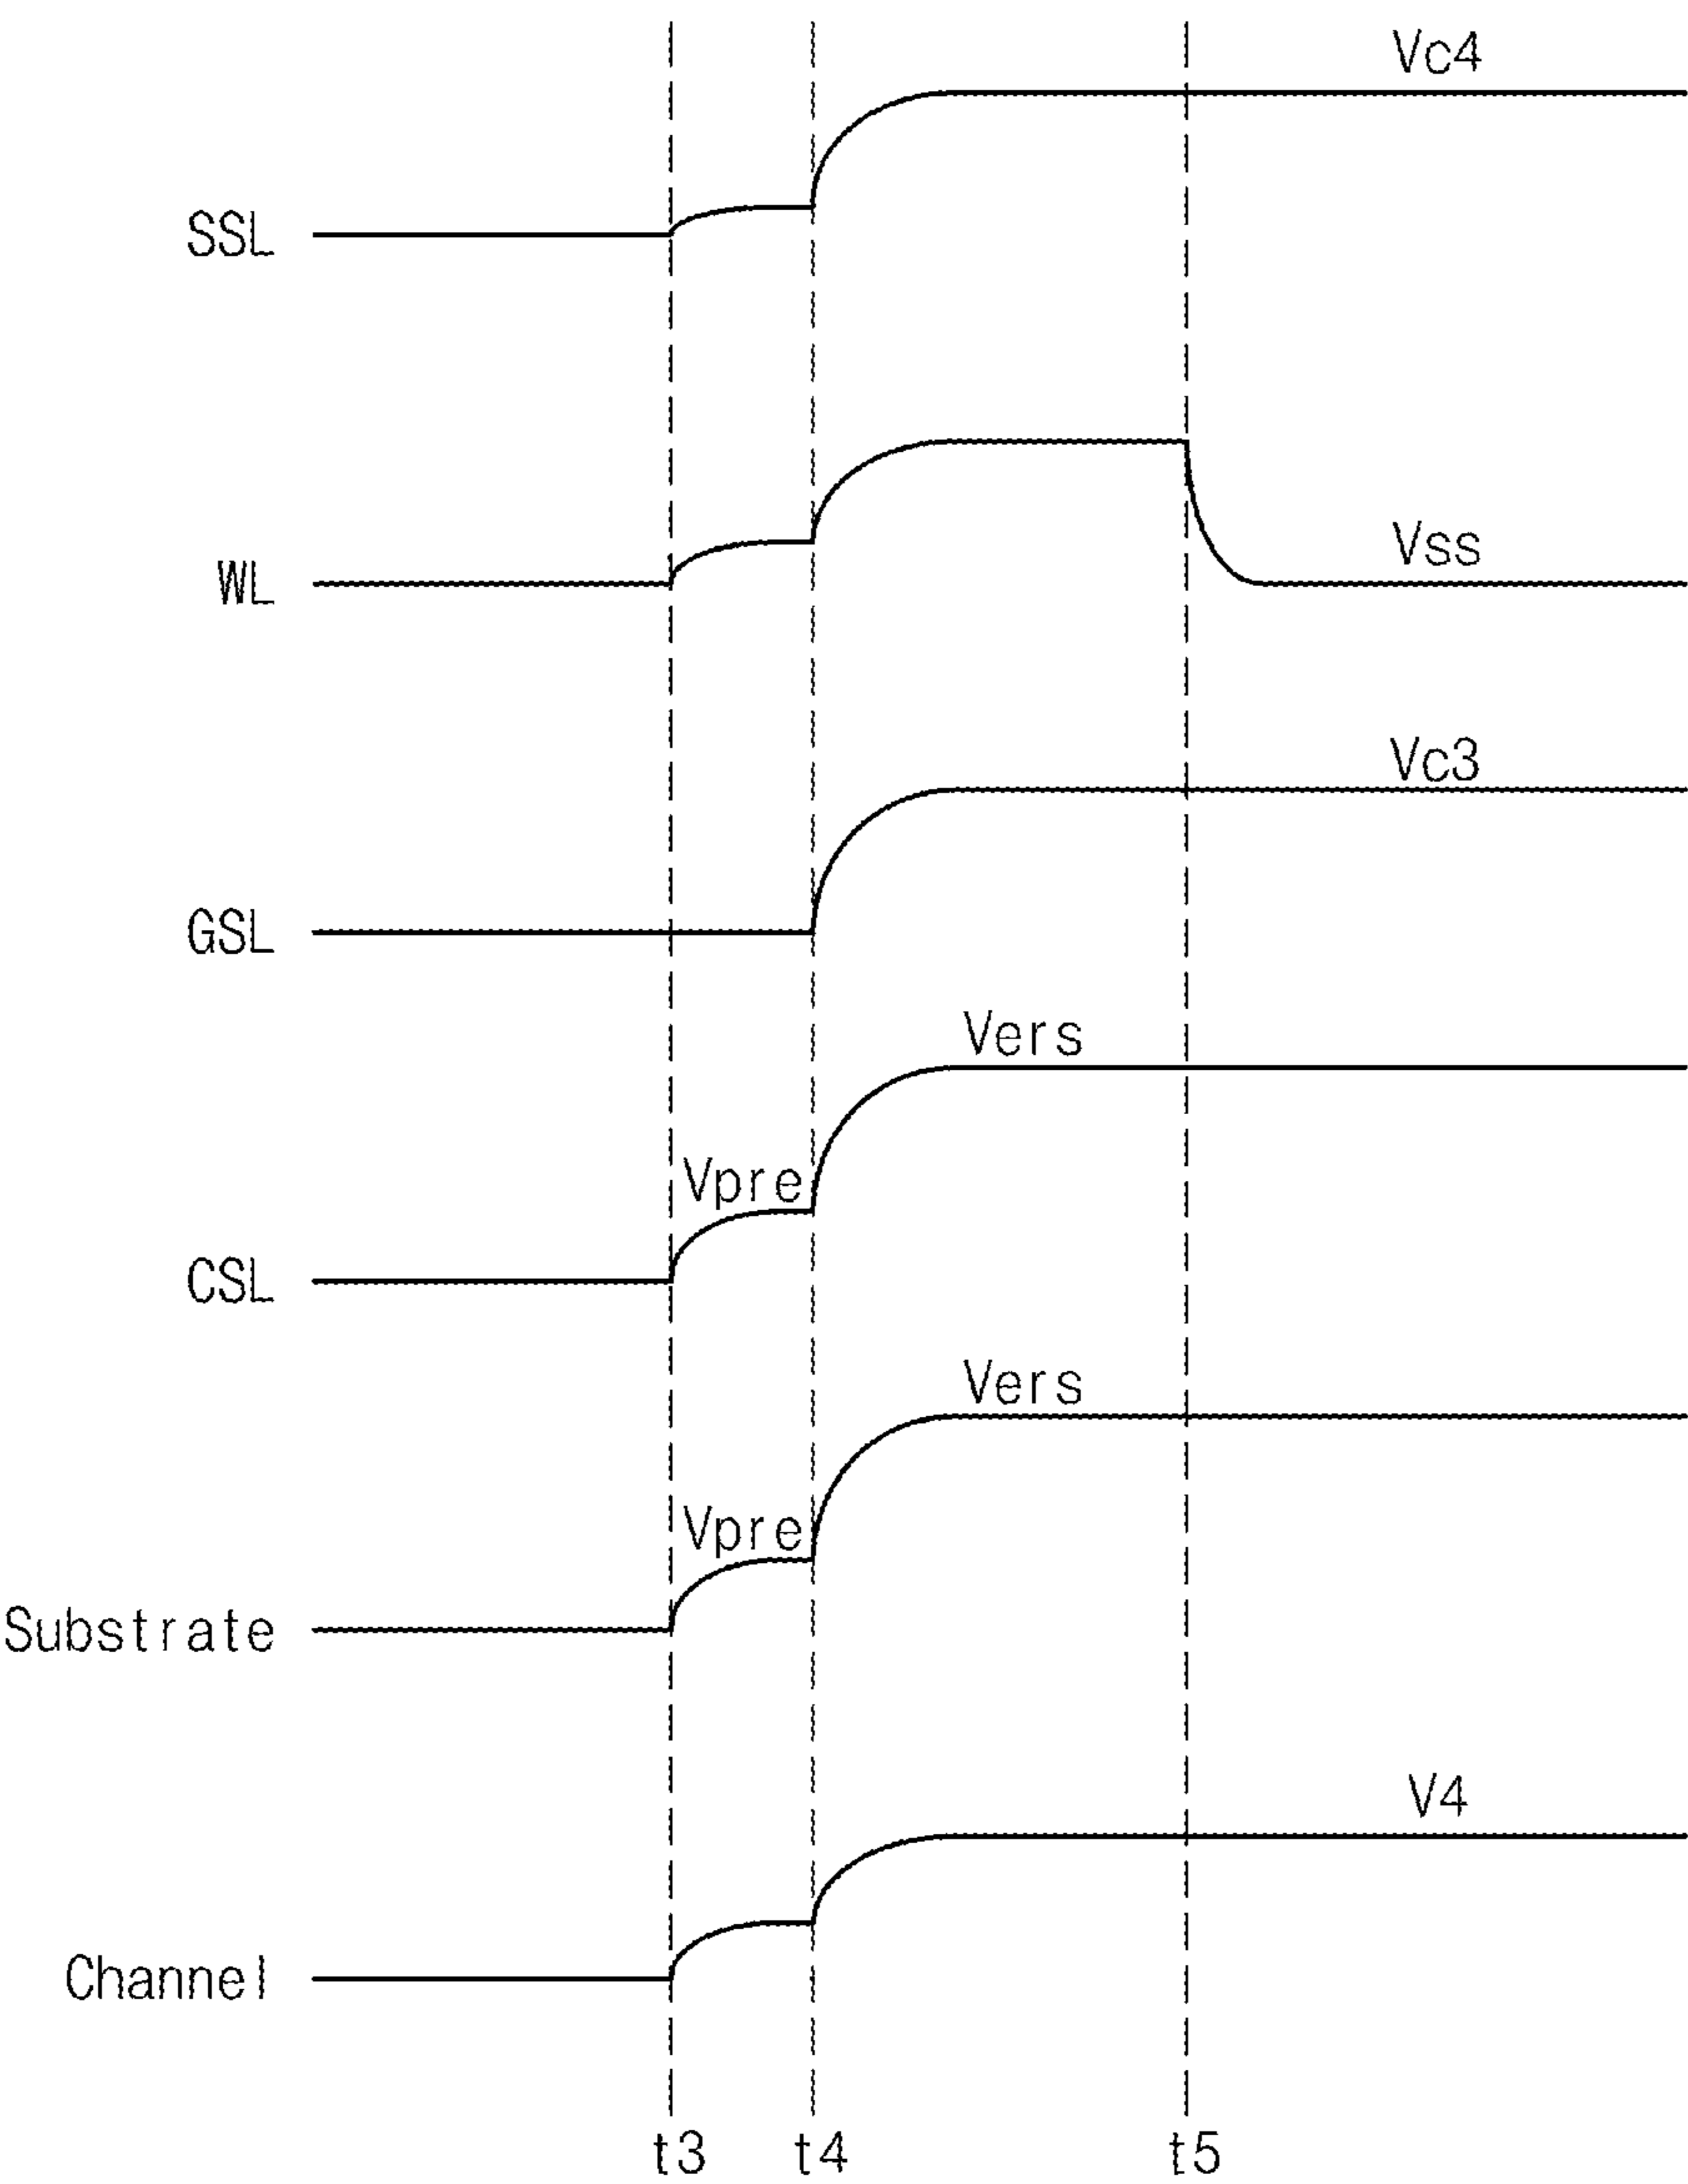 Vc4
SSL
Vss
WL
Vc3
GSL
Vers
Vpre
CSL
Vers
Vpre
Substrate
V4
Channel
t3 t4 t5